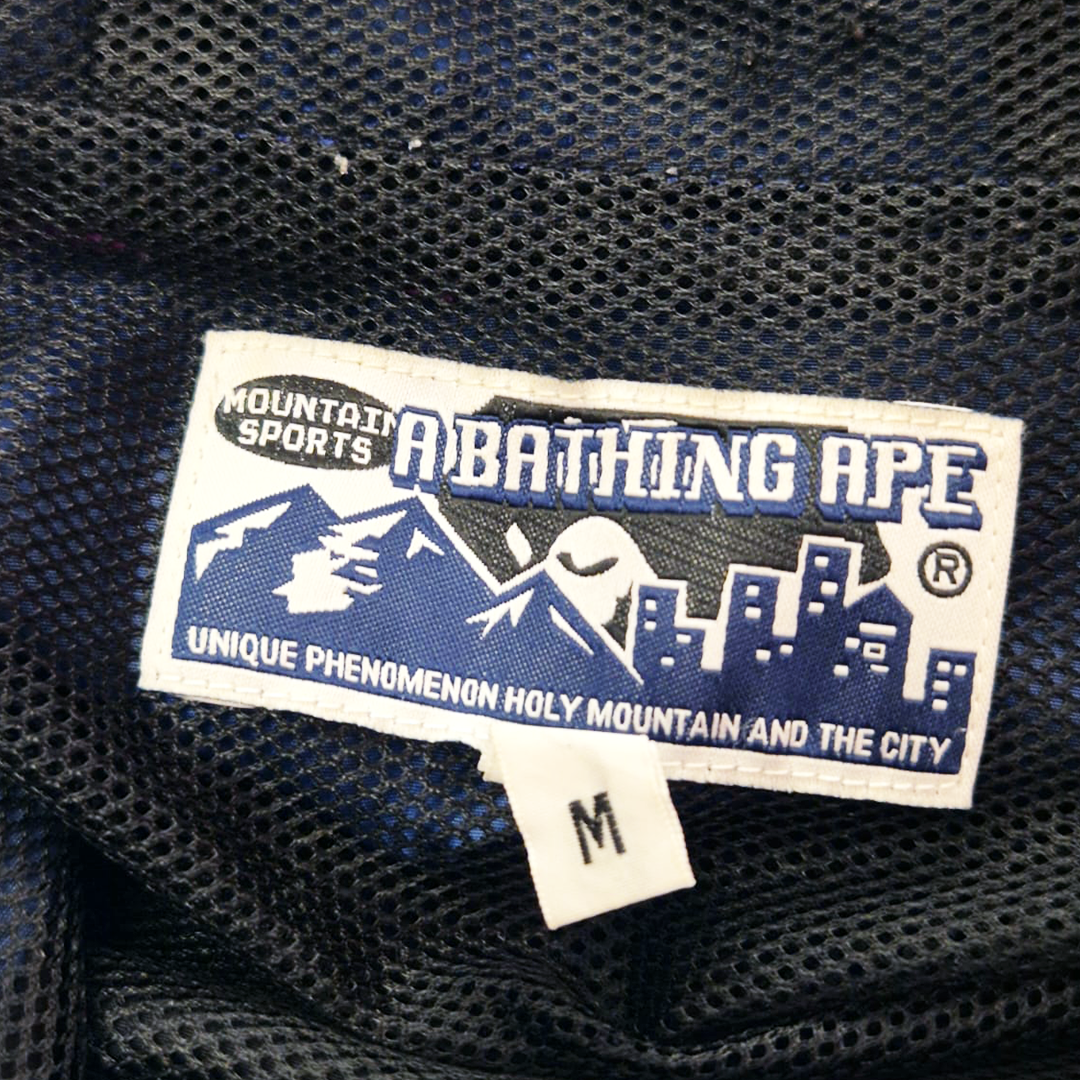 MOUNTAIN
SPORTS
A BATHING APE
®
UNIQUE PHENOMENON HOLY MOUNTAIN AND THE CITY
M